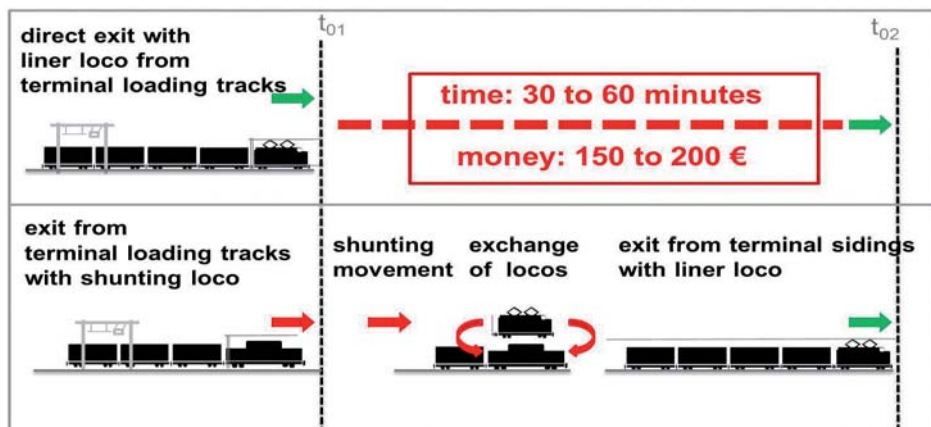 direct exit with
liner loco from
terminal loading tracks
t01
time: 30 to 60 minutes
money: 150 to 200 €
t02
exit from
terminal loading tracks
with shunting loco
shunting
movement
exchange
of locos
exit from terminal sidings
with liner loco